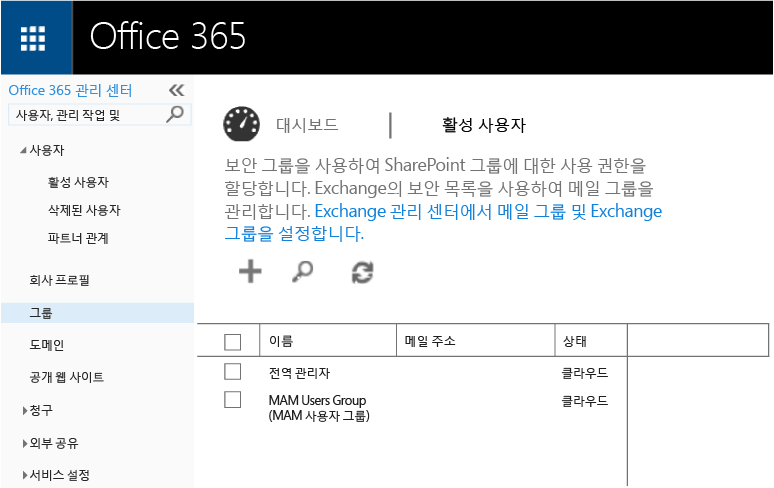 Office 365
Office 365 관리 센터
사용자, 관리 작업 및
사용자
활성 사용자
삭제된 사용자
파트너 관계
회사 프로필
그룹
도메인
공개 웹 사이트
청구
외부 공유
서비스 설정
대시보드 | 활성 사용자
보안 그룹을 사용하여 SharePoint 그룹에 대한 사용 권한을
할당합니다. Exchange의 보안 목록을 사용하여 메일 그룹을
관리합니다. Exchange 관리 센터에서 메일 그룹 및 Exchange
그룹을 설정합니다.
이름 메일 주소 상태
전역 관리자 클라우드
MAM Users Group 클라우드
(MAM 사용자 그룹)